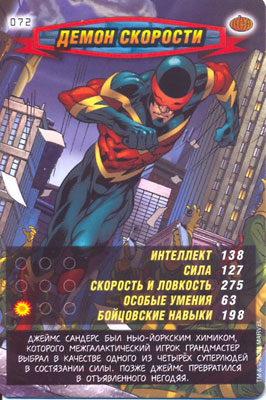 072
ДЕМОН СКОРОСТИ
ИНТЕЛЛЕКТ 138
СИЛА 127
СКОРОСТЬ И ЛОВКОСТЬ 275
ОСОБЫЕ УМЕНИЯ 63
БОЙЦОВСКИЕ НАВЫКИ 198
ДЖЕЙМС САНДЕРС БЫЛ НЬЮ-ЙОРКСКИМ ХИМИКОМ,
КОТОРОГО МЕЖГАЛАКТИЧЕСКИЙ ИГРОК ГРАНДМАСТЕР
ВЫБРАЛ В КАЧЕСТВЕ ОДНОГО ИЗ ЧЕТЫРЁХ СУПЕРЛЮДЕЙ
В СОСТЯЗАНИИ СИЛЫ. ПОЗЖЕ ДЖЕЙМС ПРЕВРАТИЛСЯ
В ОТЪЯВЛЕННОГО НЕГОДЯЯ.